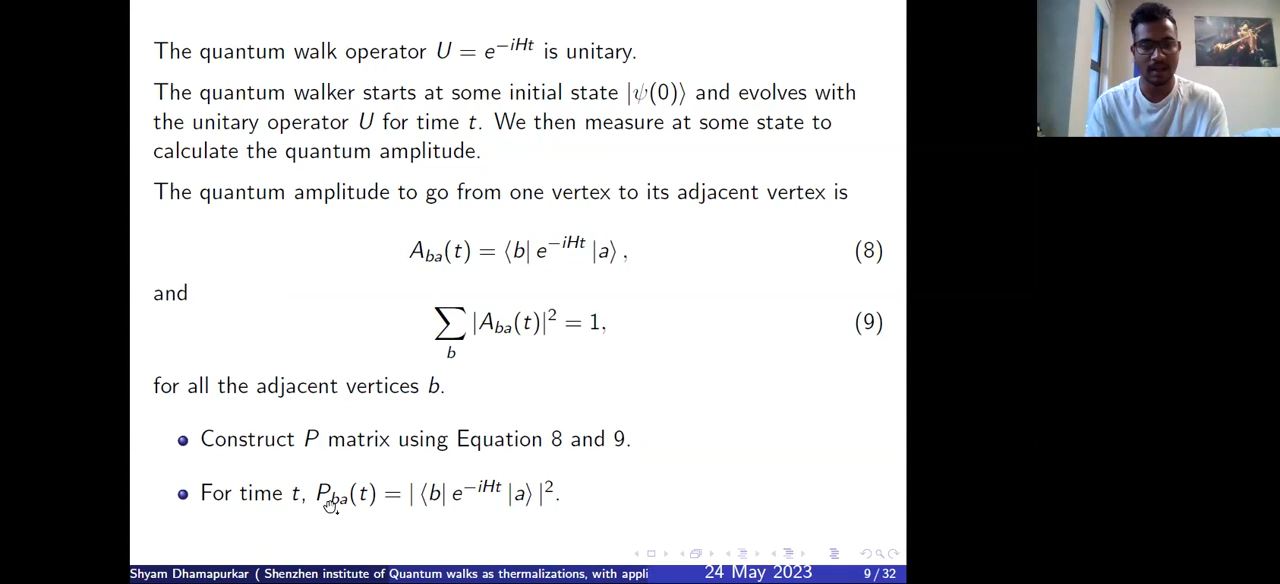 The quantum walk operator U = e^{-iHt} is unitary.
The quantum walker starts at some initial state |ψ(0)⟩ and evolves with
the unitary operator U for time t. We then measure at some state to
calculate the quantum amplitude.
The quantum amplitude to go from one vertex to its adjacent vertex is
A_{ba}(t) = ⟨b| e^{-iHt} |a⟩ , (8)
and
∑_b |A_{ba}(t)|^2 = 1, (9)
for all the adjacent vertices b.
Construct P matrix using Equation 8 and 9.
For time t, P_{ba}(t) = | ⟨b| e^{-iHt} |a⟩ |^2.
Shyam Dhamapurkar ( Shenzhen institute of Quantum walks as thermalizations, with appli 24 May 2023 9 / 32